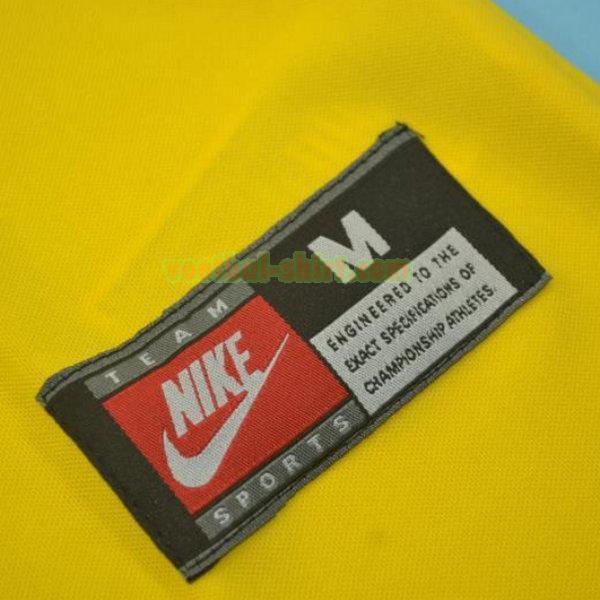 M
TEAM
NIKE
SPORTS
ENGINEERED TO THE
EXACT SPECIFICATIONS OF
CHAMPIONSHIP ATHLETES.
voetbal-shirt.com